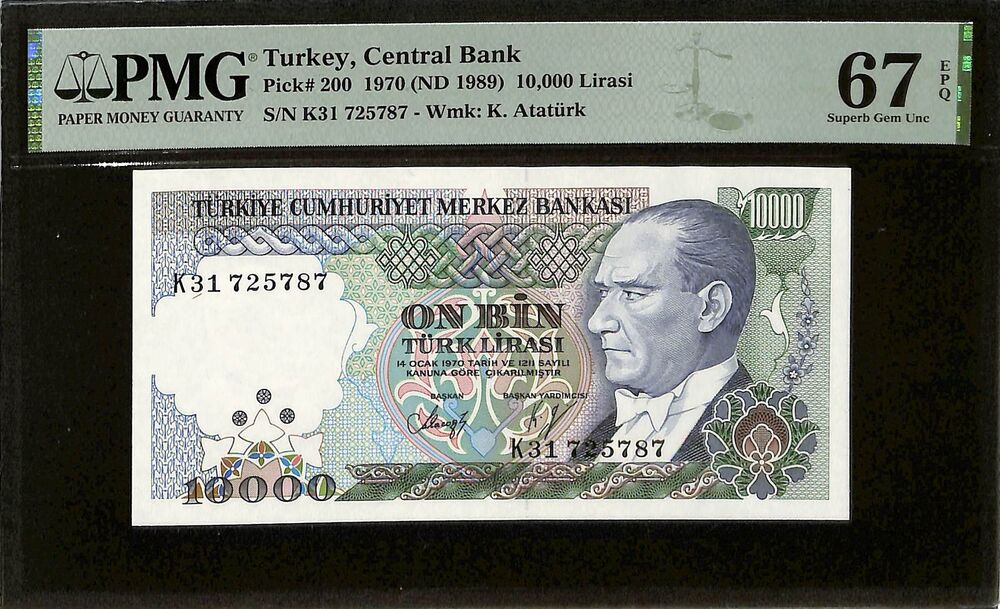 PMG®
PAPER MONEY GUARANTY
Turkey, Central Bank
Pick# 200 1970 (ND 1989) 10,000 Lirasi
S/N K31 725787 - Wmk: K. Atatürk
67
EPQ
Superb Gem Unc
TÜRKİYE CUMHURİYET MERKEZ BANKASI
10000
K31 725787
ON BİN
TÜRK LİRASI
14 OCAK 1970 TARİH VE 1211 SAYILI
KANUNA GÖRE ÇIKARILMIŞTIR
BAŞKAN BAŞKAN YARDIMCISI
K31 725787
10000